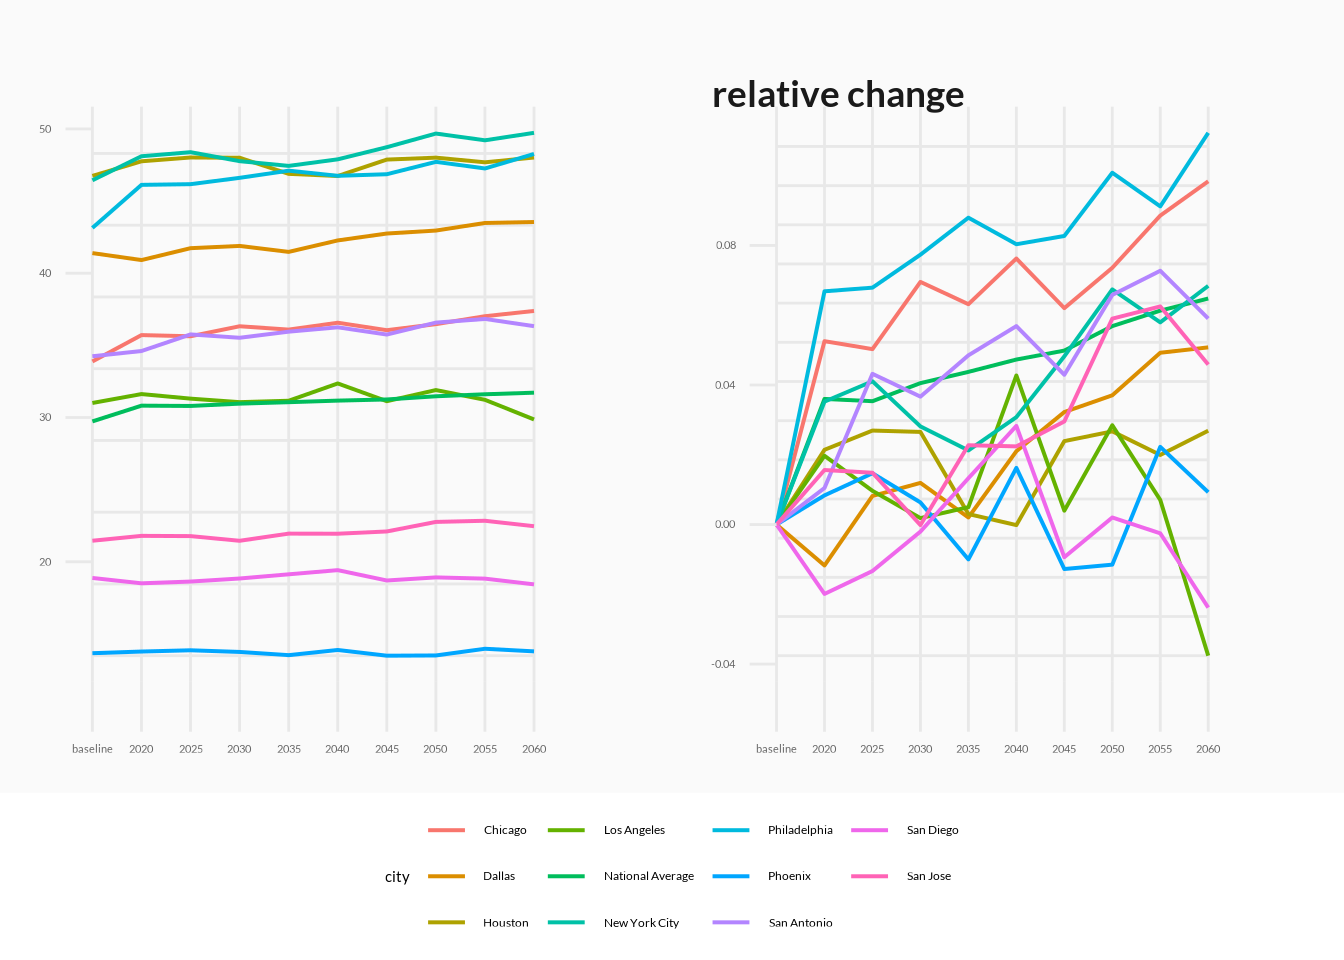 relative change
50
40
30
20
baseline 2020 2025 2030 2035 2040 2045 2050 2055 2060
0.08
0.04
0.00
-0.04
baseline 2020 2025 2030 2035 2040 2045 2050 2055 2060
city
Chicago Los Angeles Philadelphia San Diego
Dallas National Average Phoenix San Jose
Houston New York City San Antonio